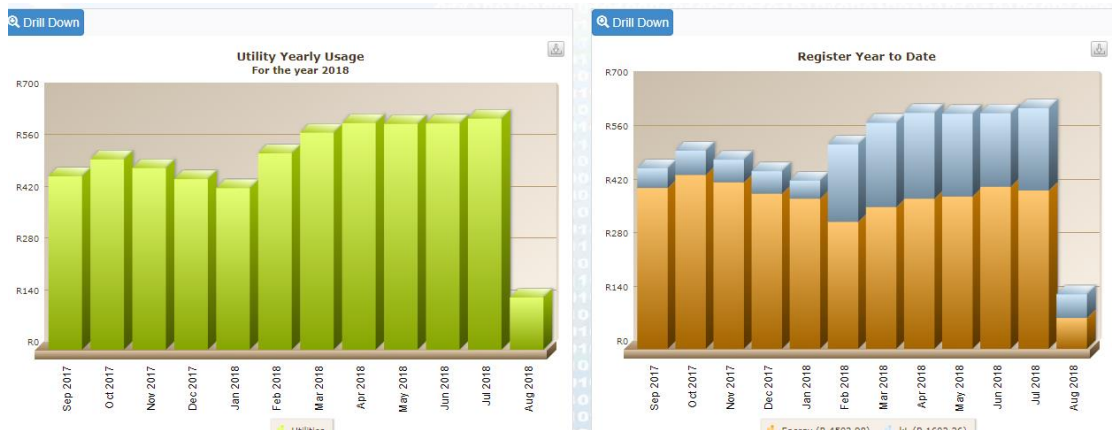 Drill Down
Utility Yearly Usage
For the year 2018
R700
R560
R420
R280
R140
R0
Sep 2017
Oct 2017
Nov 2017
Dec 2017
Jan 2018
Feb 2018
Mar 2018
Apr 2018
May 2018
Jun 2018
Jul 2018
Aug 2018
Drill Down
Register Year to Date
R700
R560
R420
R280
R140
R0
Sep 2017
Oct 2017
Nov 2017
Dec 2017
Jan 2018
Feb 2018
Mar 2018
Apr 2018
May 2018
Jun 2018
Jul 2018
Aug 2018